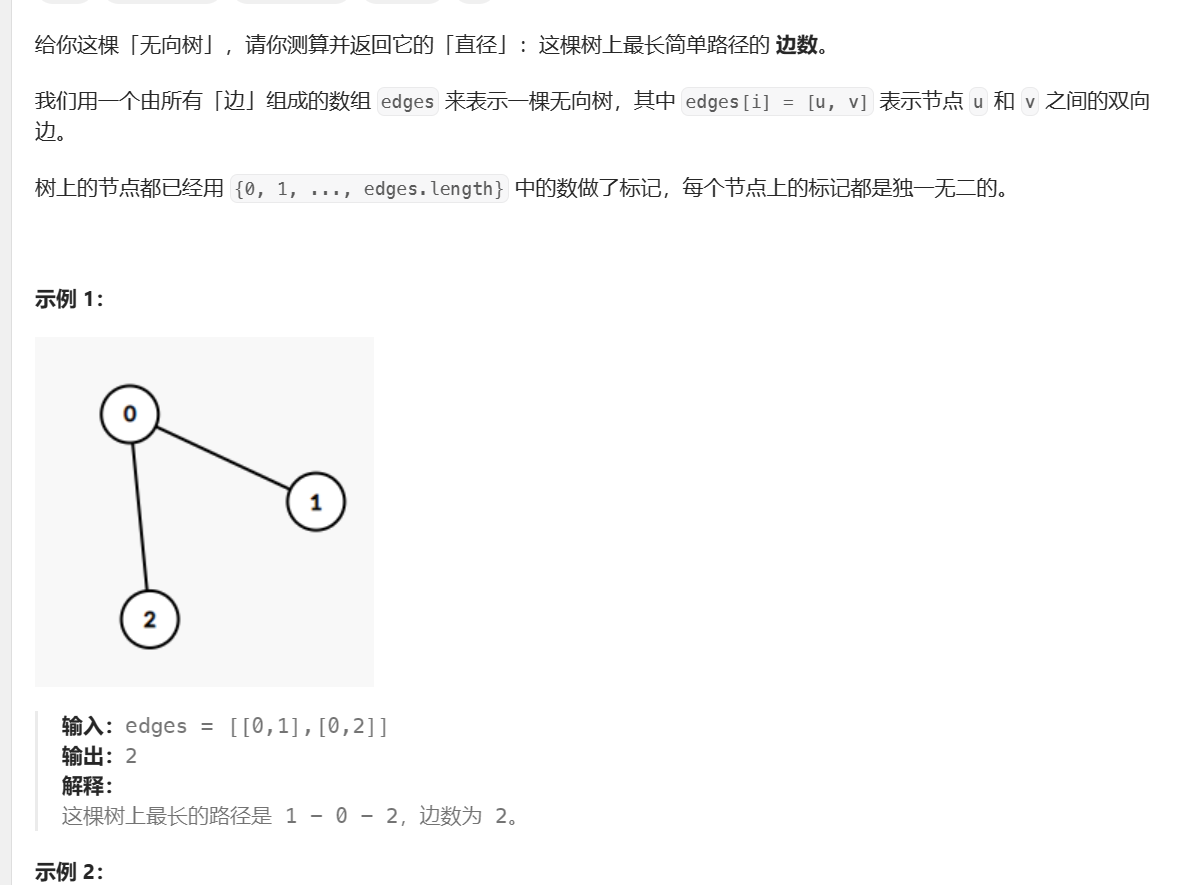 给你这棵「无向树」，请你测算并返回它的「直径」：这棵树上最长简单路径的 边数。
我们用一个由所有「边」组成的数组 edges 来表示一棵无向树，其中 edges[i] = [u, v] 表示节点 u 和 v 之间的双向
边。
树上的节点都已经用 {0, 1, ..., edges.length} 中的数做了标记，每个节点上的标记都是独一无二的。
示例 1：
0
1
2
输入：edges = [[0,1],[0,2]]
输出：2
解释：
这棵树上最长的路径是 1 - 0 - 2，边数为 2。
示例 2：